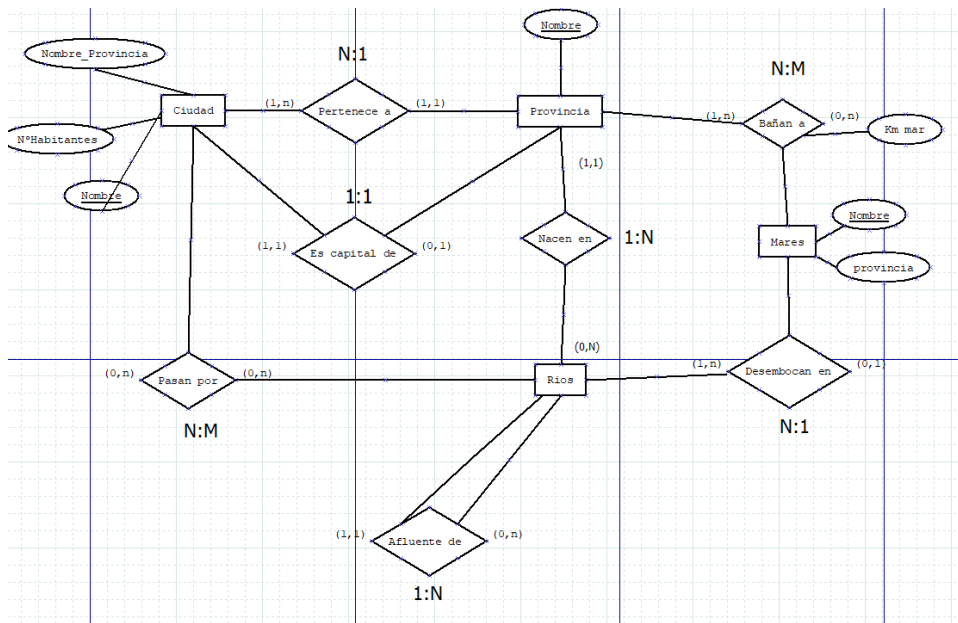 Nombre
Nombre_Provincia
N:1
N:M
Ciudad
(1,n)
Pertenece a
(1,1)
Provincia
(1,n)
Bañan a
(0,n)
Km mar
NºHabitantes
(1,1)
Nombre
1:1
Nombre
(1,1)
Es capital de
(0,1)
Nacen en
1:N
Mares
provincia
(0,N)
(0,n)
Pasan por
(0,n)
Rios
(1,n)
Desembocan en
(0,1)
N:M
N:1
(1,1)
Afluente de
(0,n)
1:N